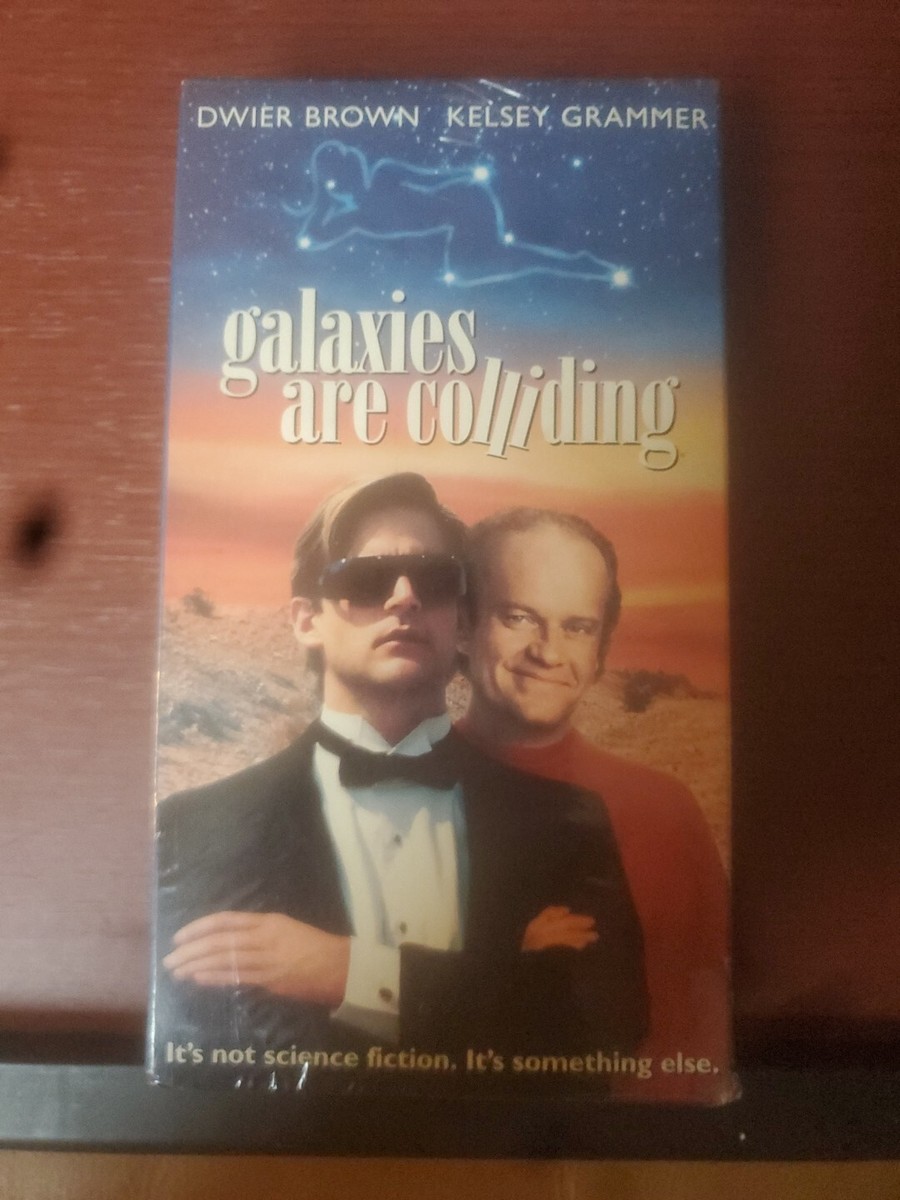 DWIER BROWN KELSEY GRAMMER
galaxies
are colliding
It's not science fiction. It's something else.